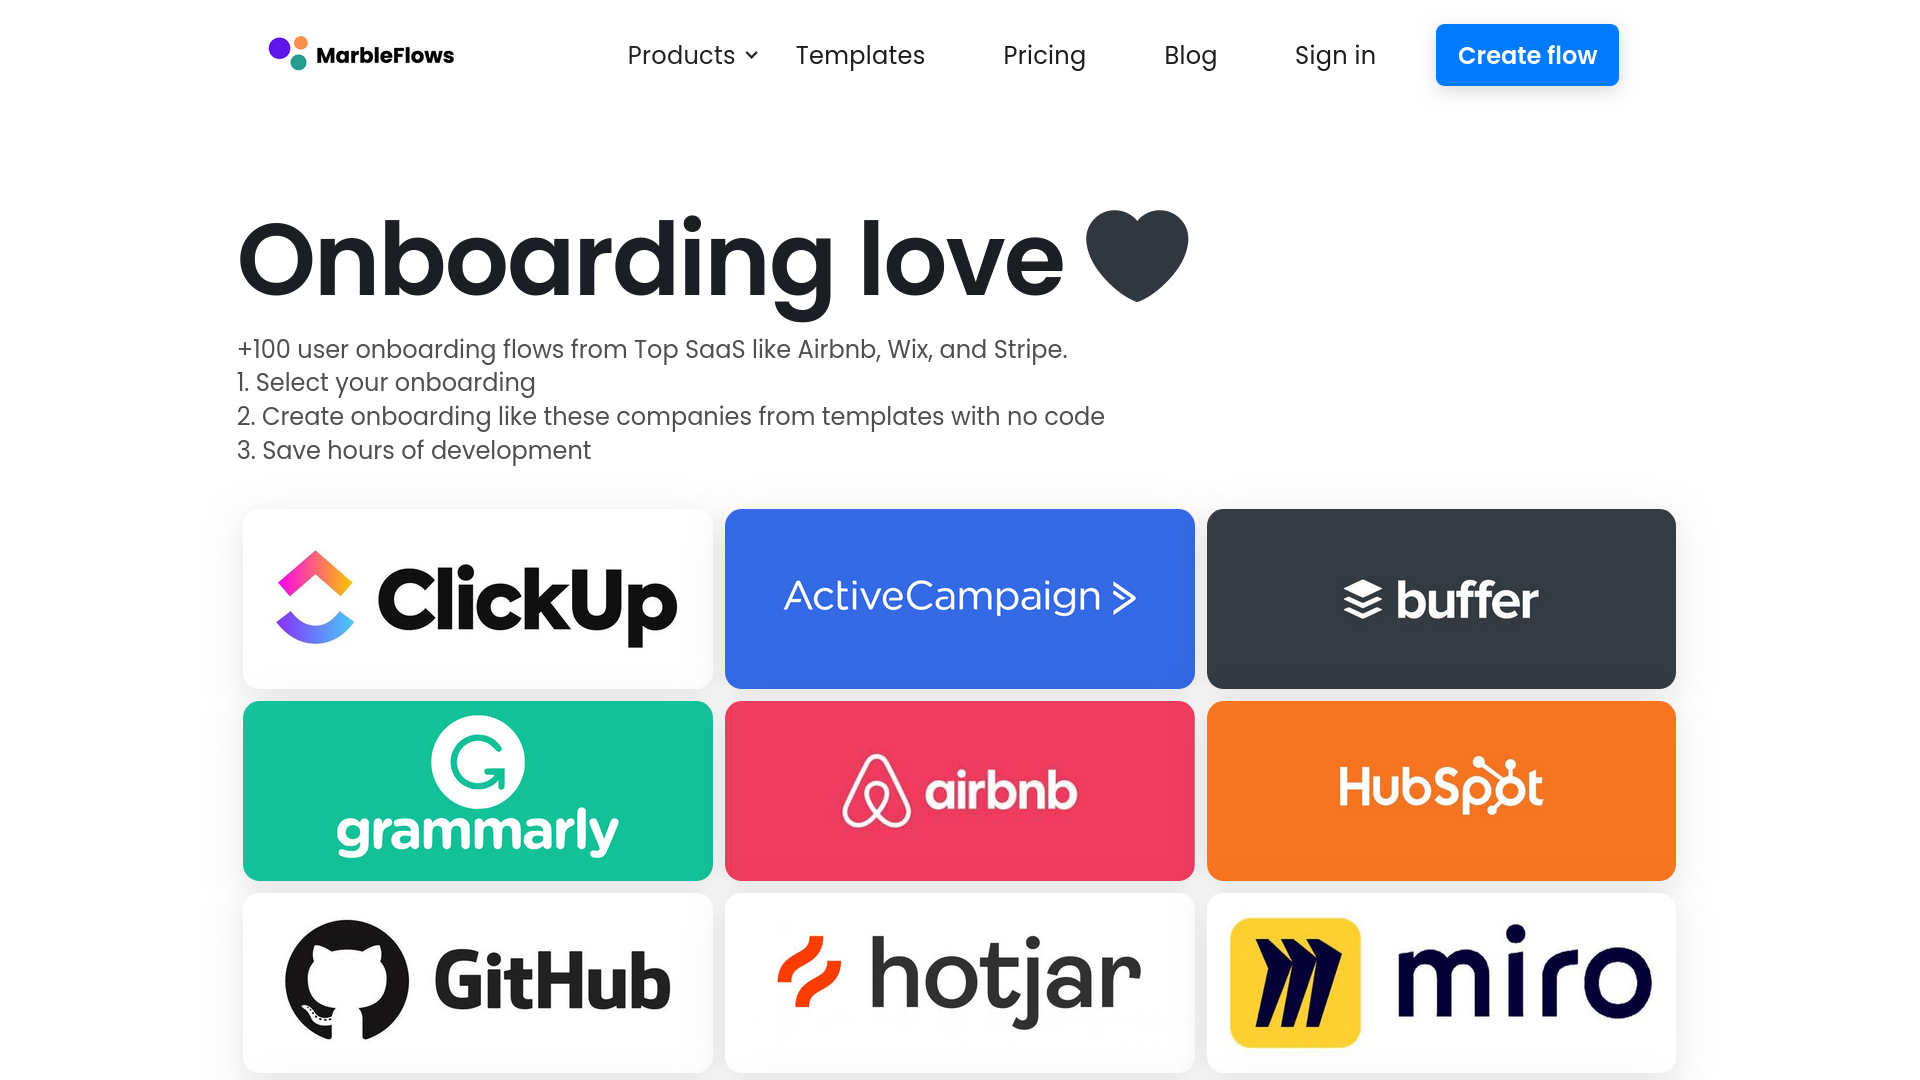 MarbleFlows
Products
Templates
Pricing
Blog
Sign in
Create flow
Onboarding love
+100 user onboarding flows from Top SaaS like Airbnb, Wix, and Stripe.
1. Select your onboarding
2. Create onboarding like these companies from templates with no code
3. Save hours of development
ClickUp
ActiveCampaign
buffer
grammarly
airbnb
HubSpot
GitHub
hotjar
miro